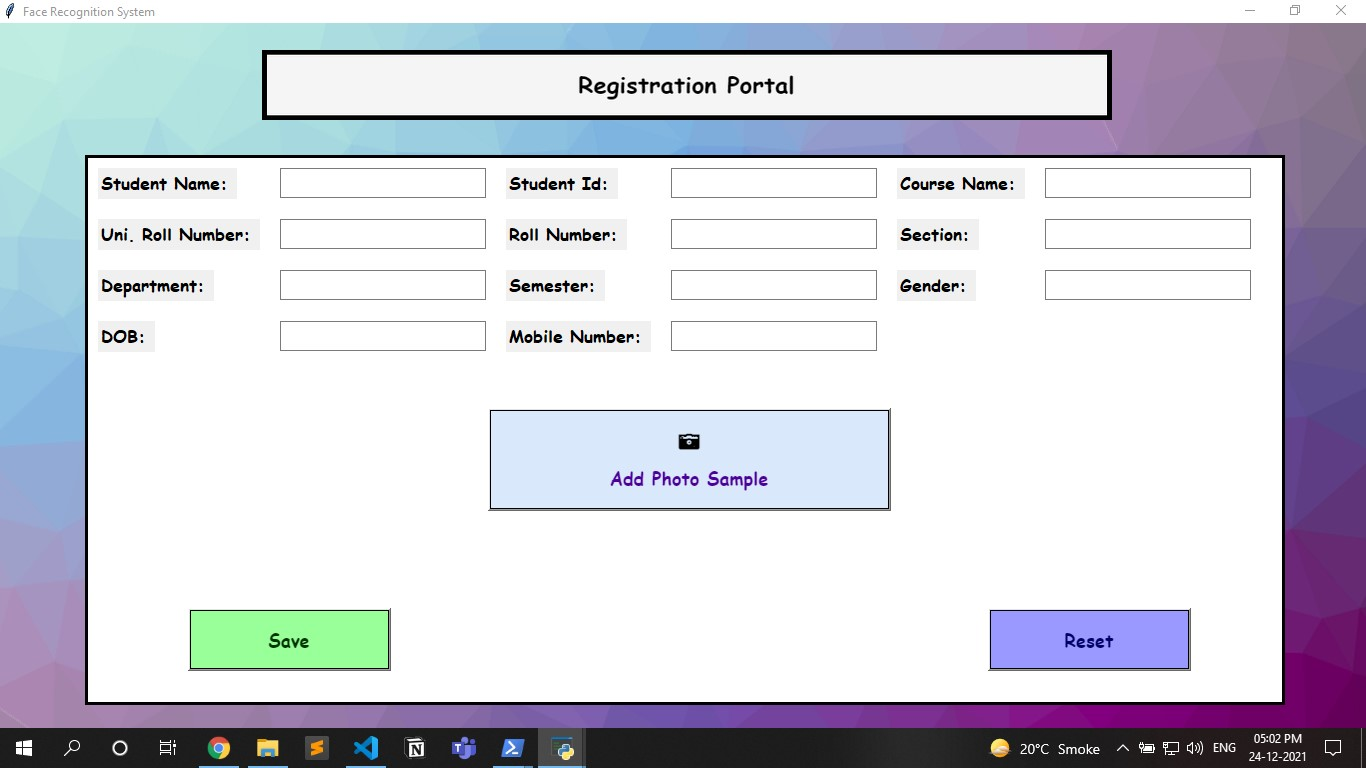 Face Recognition System
Registration Portal
Student Name: Student Id: Course Name:
Uni. Roll Number: Roll Number: Section:
Department: Semester: Gender:
DOB: Mobile Number:
Add Photo Sample
Save Reset
20°C Smoke ENG 05:02 PM
24-12-2021